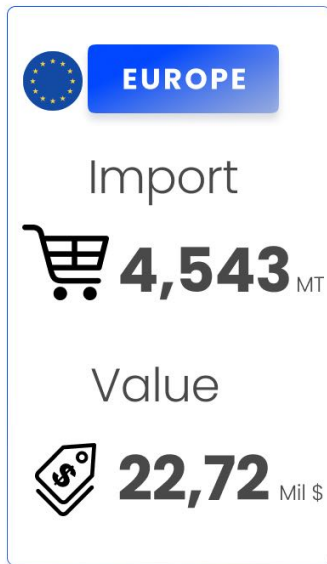 EUROPE
Import
4,543 MT
Value
22,72 Mil $